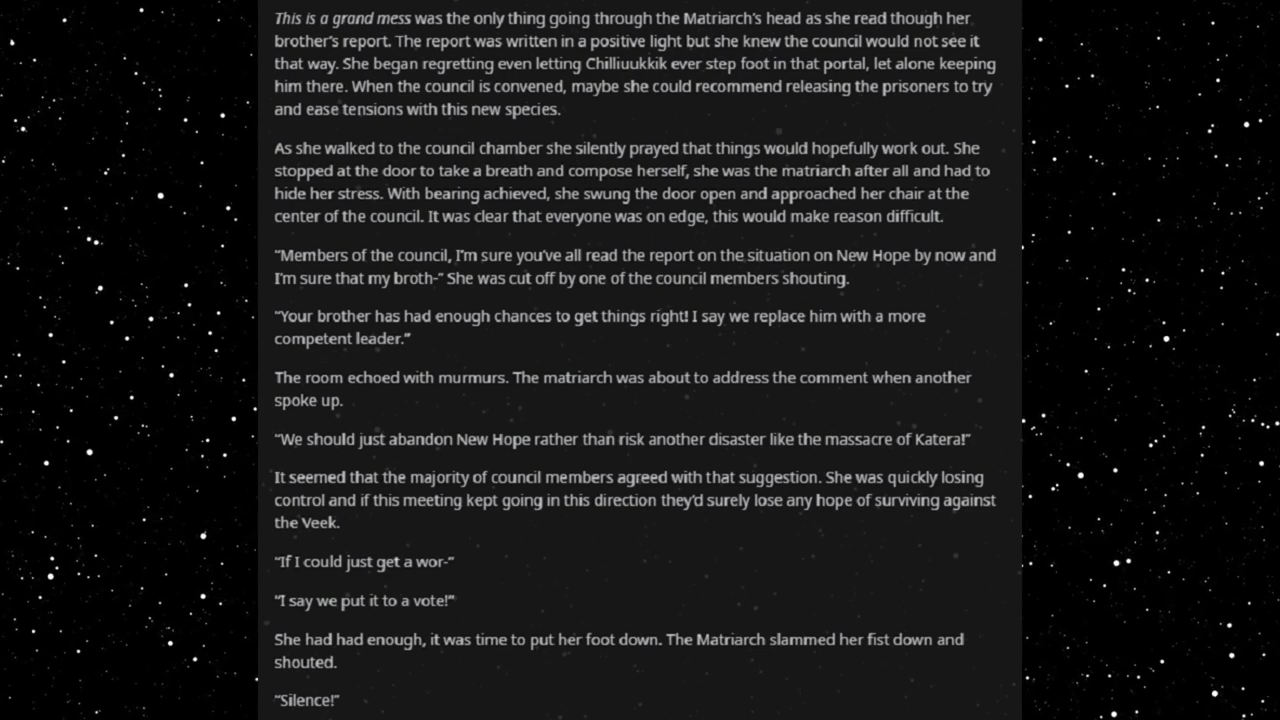 This is a grand mess was the only thing going through the Matriarch's head as she read though her
brother's report. The report was written in a positive light but she knew the council would not see it
that way. She began regretting even letting Chilliuukkik ever step foot in that portal, let alone keeping
him there. When the council is convened, maybe she could recommend releasing the prisoners to try
and ease tensions with this new species.
As she walked to the council chamber she silently prayed that things would hopefully work out. She
stopped at the door to take a breath and compose herself, she was the matriarch after all and had to
hide her stress. With bearing achieved, she swung the door open and approached her chair at the
center of the council. It was clear that everyone was on edge, this would make reason difficult.
“Members of the council, I’m sure you’ve all read the report on the situation on New Hope by now and
I’m sure that my broth-” She was cut off by one of the council members shouting.
“Your brother has had enough chances to get things right! I say we replace him with a more
competent leader.”
The room echoed with murmurs. The matriarch was about to address the comment when another
spoke up.
“We should just abandon New Hope rather than risk another disaster like the massacre of Katera!”
It seemed that the majority of council members agreed with that suggestion. She was quickly losing
control and if this meeting kept going in this direction they’d surely lose any hope of surviving against
the Veek.
“If I could just get a wor-”
“I say we put it to a vote!”
She had had enough, it was time to put her foot down. The Matriarch slammed her fist down and
shouted.
“Silence!”